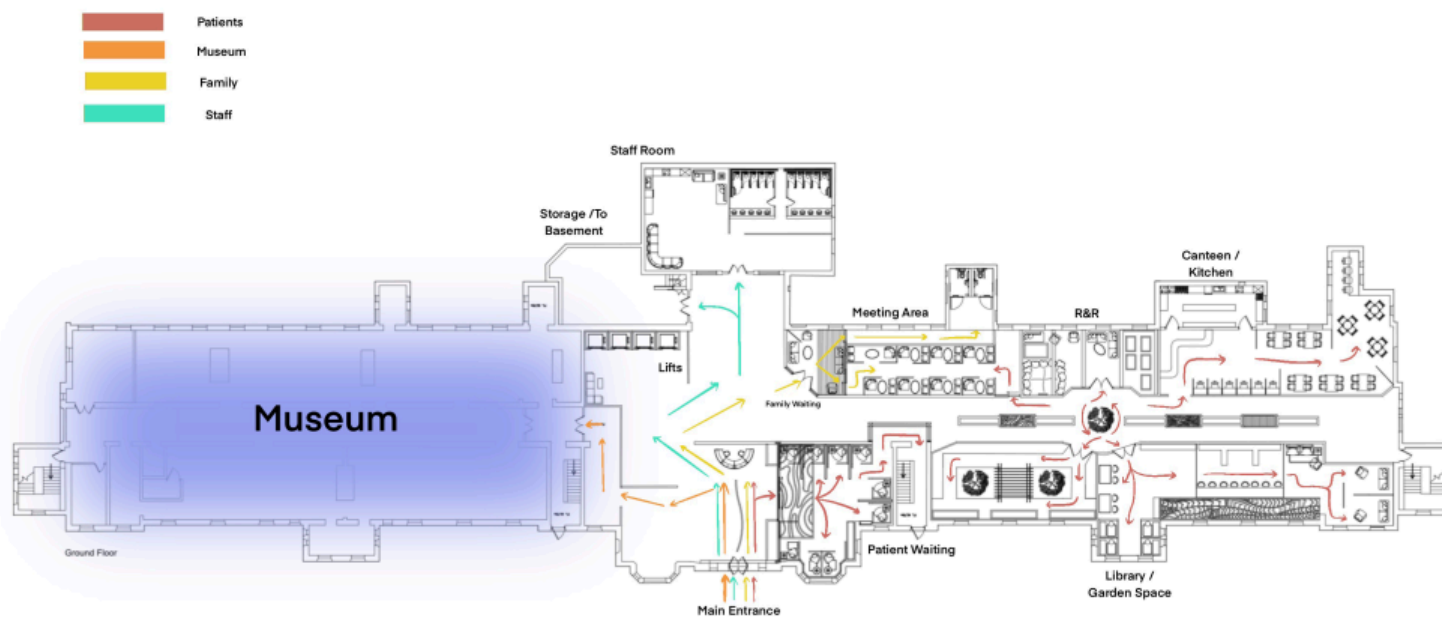 Patients
Museum
Family
Staff
Staff Room
Storage /To
Basement
Canteen /
Kitchen
Meeting Area
R&R
Lifts
Museum
Family Waiting
Patient Waiting
Ground Floor
Library /
Garden Space
Main Entrance